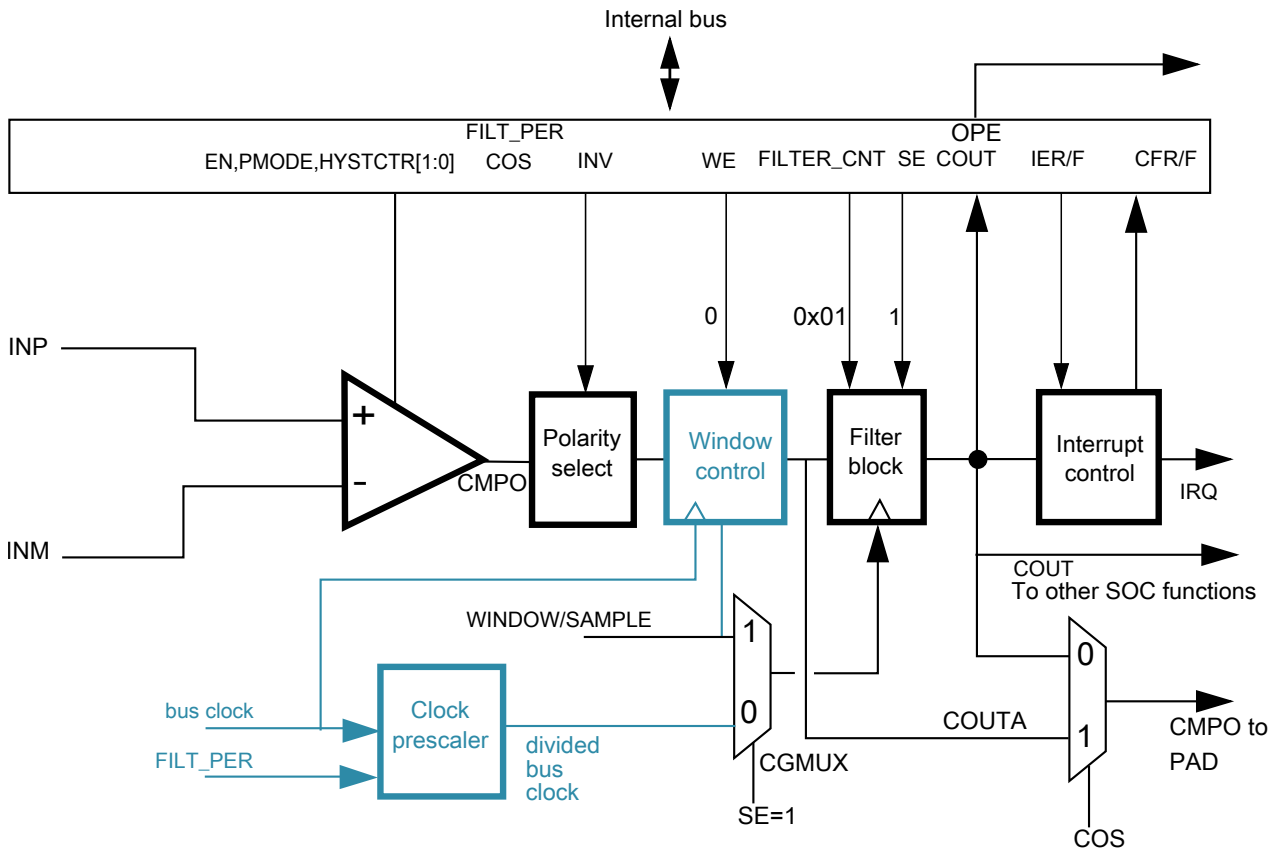 Internal bus
FILT_PER
OPE
EN,PMODE,HYSTCTR[1:0]
COS
INV
WE
FILTER_CNT
SE
COUT
IER/F
CFR/F
0
0x01
1
INP
+
-
INM
CMPO
Polarity
select
Window
control
Filter
block
Interrupt
control
IRQ
COUT
To other SOC functions
WINDOW/SAMPLE
1
0
CGMUX
SE=1
bus clock
FILT_PER
Clock
prescaler
divided
bus
clock
COUTA
0
1
CMPO to
PAD
COS